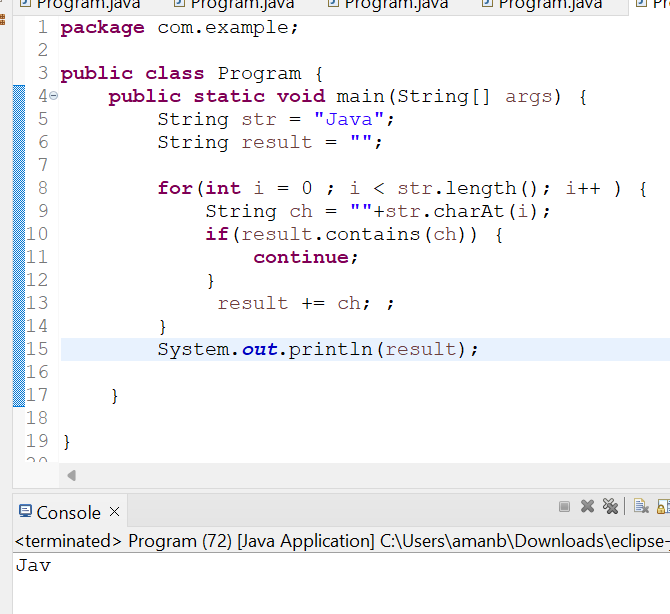 Program.java Program.java Program.java Program.java
1 package com.example;
2
3 public class Program {
4 public static void main(String[] args) {
5 String str = "Java";
6 String result = "";
7
8 for(int i = 0 ; i < str.length(); i++ ) {
9 String ch = ""+str.charAt(i);
10 if(result.contains(ch)) {
11 continue;
12 }
13 result += ch; ;
14 }
15 System.out.println(result);
16
17 }
18
19 }
20
Console
<terminated> Program (72) [Java Application] C:\Users\amanb\Downloads\eclipse-
Jav